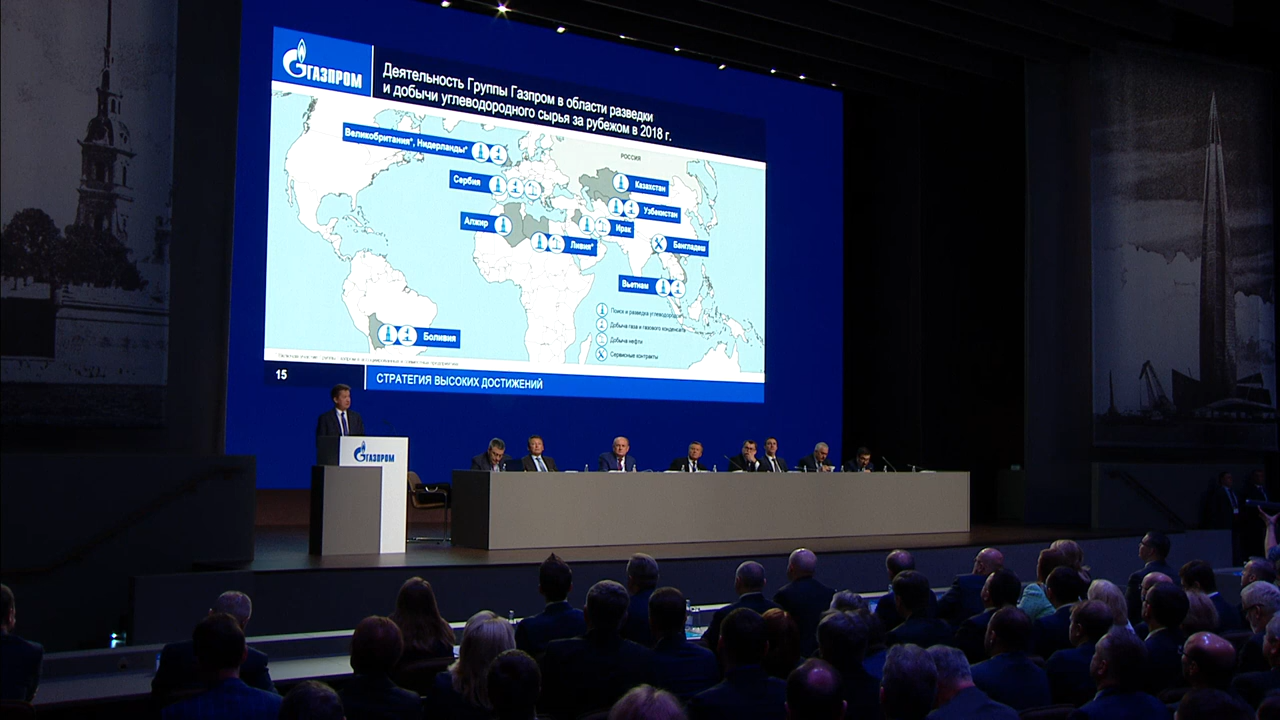 ГАЗПРОМ
Деятельность Группы Газпром в области разведки
и добычи углеводородного сырья за рубежом в 2018 г.
Великобритания*, Нидерланды*
РОССИЯ
Сербия
Казахстан
Узбекистан
Алжир
Ирак
Ливия*
Бангладеш
Вьетнам
Поиск и разведка углеводородов
Добыча газа и газового конденсата
Добыча нефти
Сервисные контракты
Боливия
15
СТРАТЕГИЯ ВЫСОКИХ ДОСТИЖЕНИЙ
ГАЗПРОМ